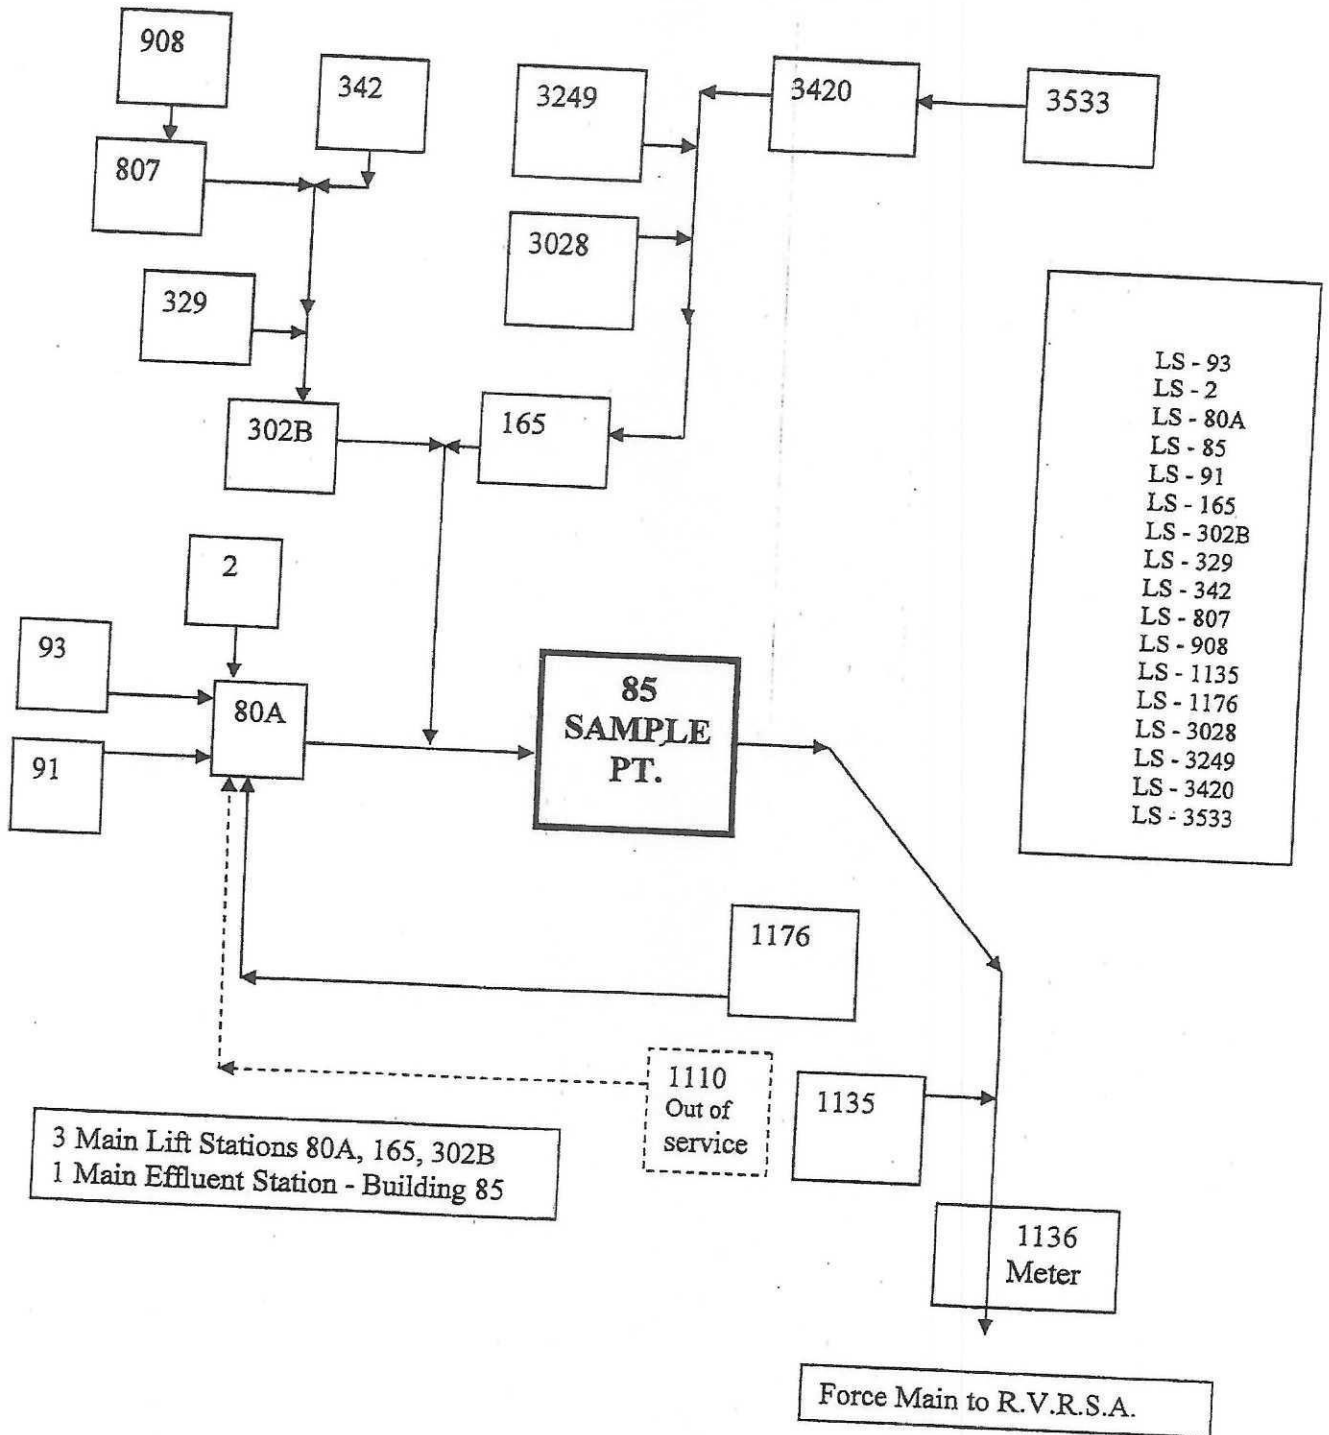 908
342
3249
3420
3533
807
3028
329
302B
165
LS - 93
LS - 2
LS - 80A
LS - 85
LS - 91
LS - 165
LS - 302B
LS - 329
LS - 342
LS - 807
LS - 908
LS - 1135
LS - 1176
LS - 3028
LS - 3249
LS - 3420
LS - 3533
2
93
80A
91
85
SAMPLE
PT.
1176
1110
Out of
service
1135
3 Main Lift Stations 80A, 165, 302B
1 Main Effluent Station - Building 85
1136
Meter
Force Main to R.V.R.S.A.